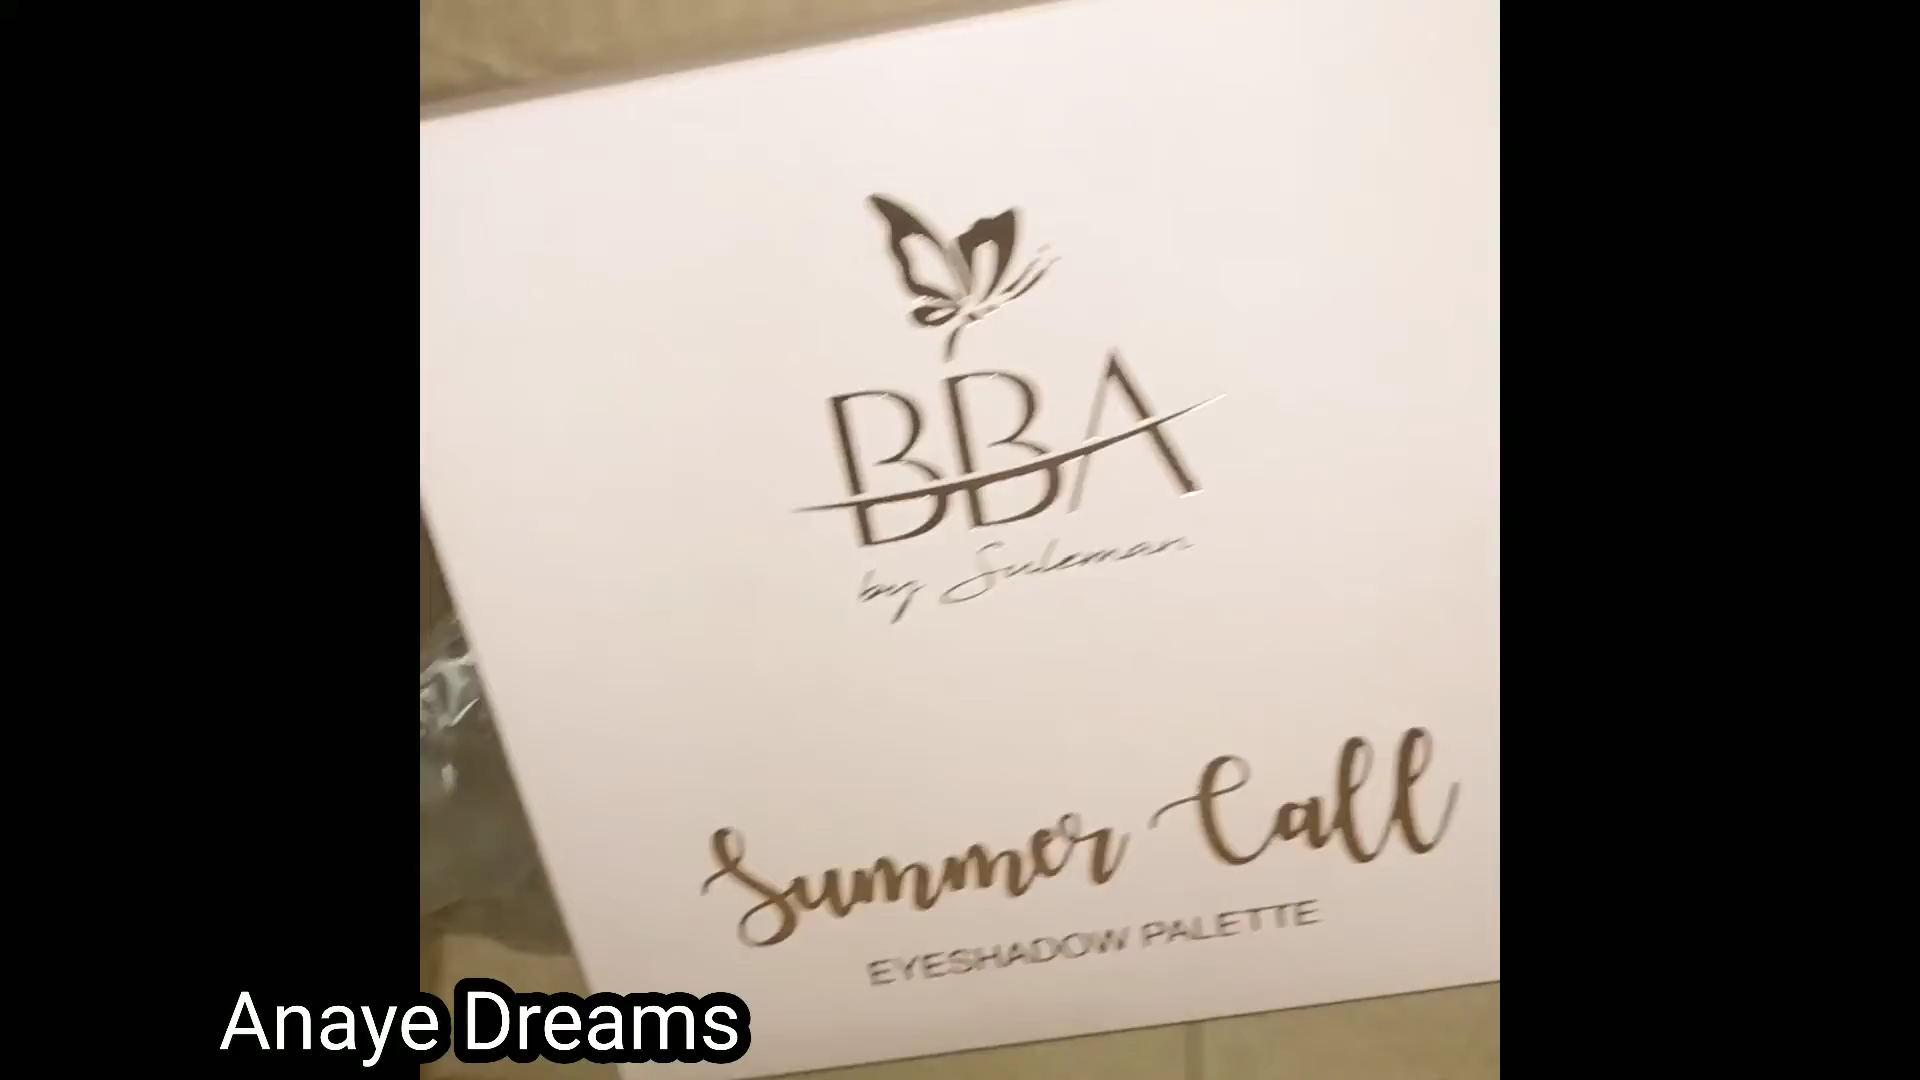 BBA
by Suleman
Summer Call
EYESHADOW PALETTE
Anaye Dreams